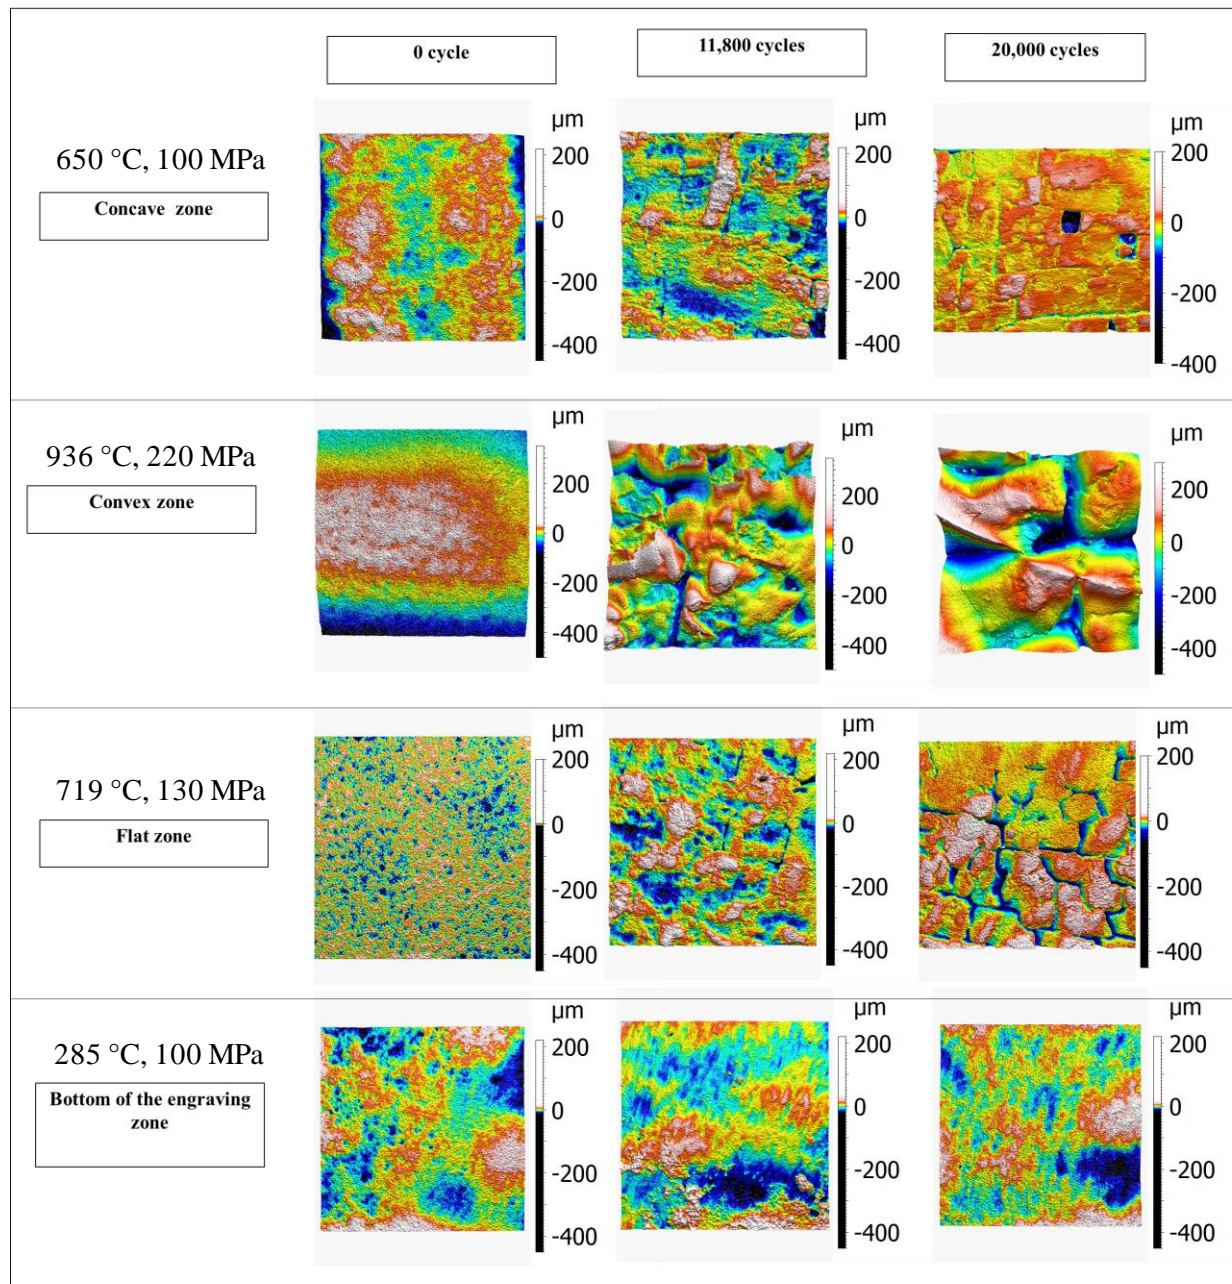 0 cycle
11,800 cycles
20,000 cycles
650 °C, 100 MPa
Concave zone
µm
200
0
-200
-400
µm
200
0
-200
-400
µm
200
0
-200
-400
936 °C, 220 MPa
Convex zone
µm
200
0
-200
-400
µm
200
0
-200
-400
µm
200
0
-200
-400
719 °C, 130 MPa
Flat zone
µm
200
0
-200
-400
µm
200
0
-200
-400
µm
200
0
-200
-400
285 °C, 100 MPa
Bottom of the engraving
zone
µm
200
0
-200
-400
µm
200
0
-200
-400
µm
200
0
-200
-400